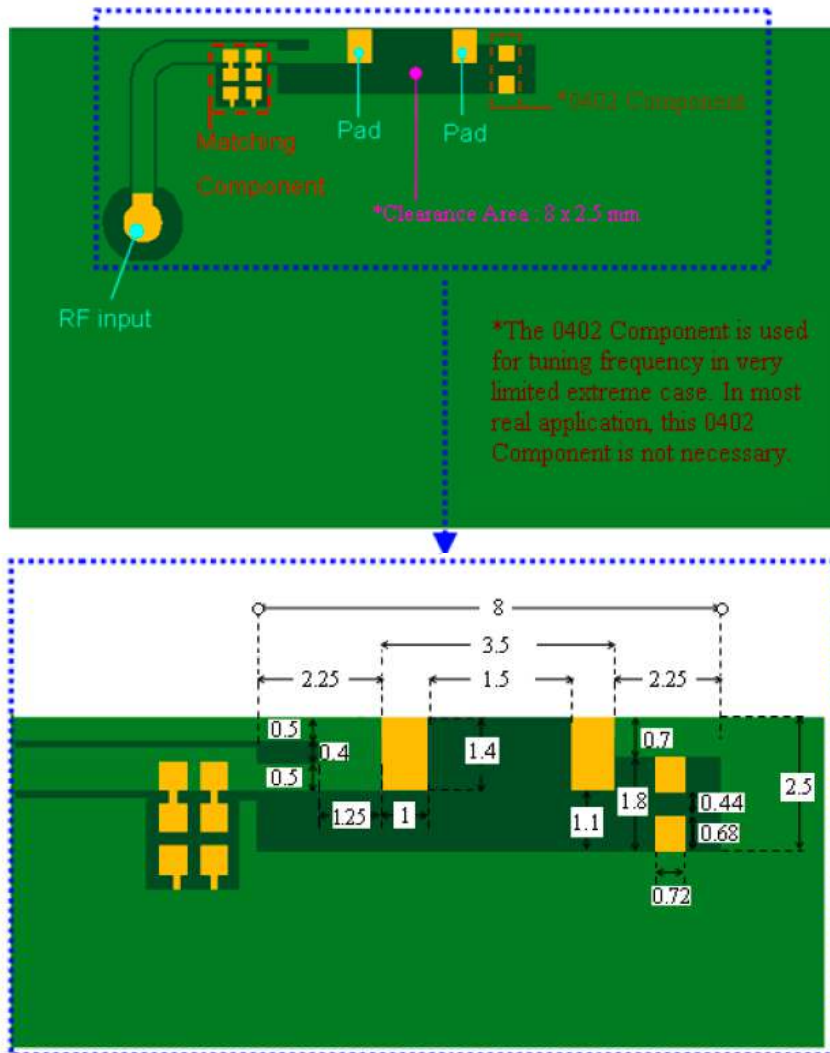 Pad
Pad
*0402 Component
Matching
Component
*Clearance Area : 8 x 2.5 mm
RF input
*The 0402 Component is used
for tuning frequency in very
limited extreme case. In most
real application, this 0402
Component is not necessary.
8
3.5
2.25
1.5
2.25
0.5
0.4
0.5
1.4
0.7
2.5
1.8
0.44
1.25
1
1.1
0.68
0.72